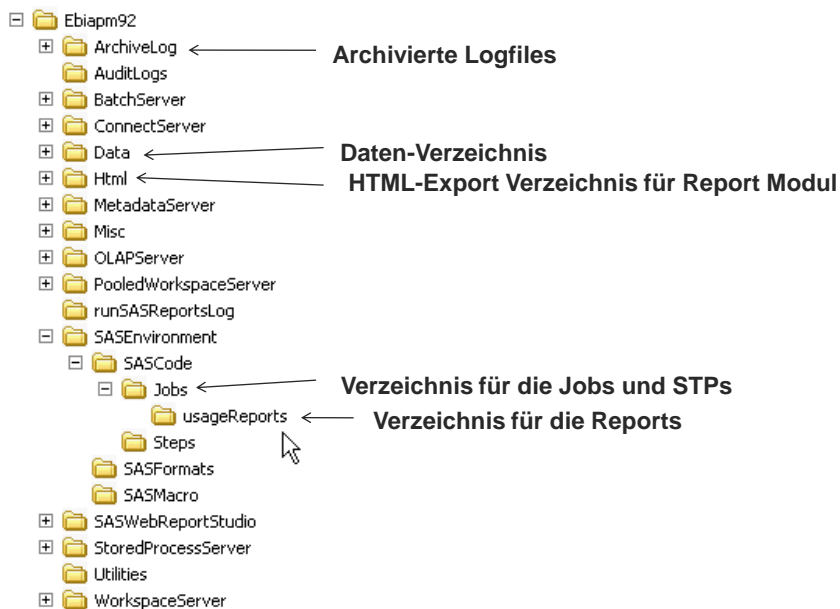 Ebiapm92
ArchiveLog
Archivierte Logfiles
AuditLogs
BatchServer
ConnectServer
Data
Daten-Verzeichnis
Html
HTML-Export Verzeichnis für Report Modul
MetadataServer
Misc
OLAPServer
PooledWorkspaceServer
runSASReportsLog
SASEnvironment
SASCode
Jobs
Verzeichnis für die Jobs und STPs
usageReports
Verzeichnis für die Reports
Steps
SASFormats
SASMacro
SASWebReportStudio
StoredProcessServer
Utilities
WorkspaceServer